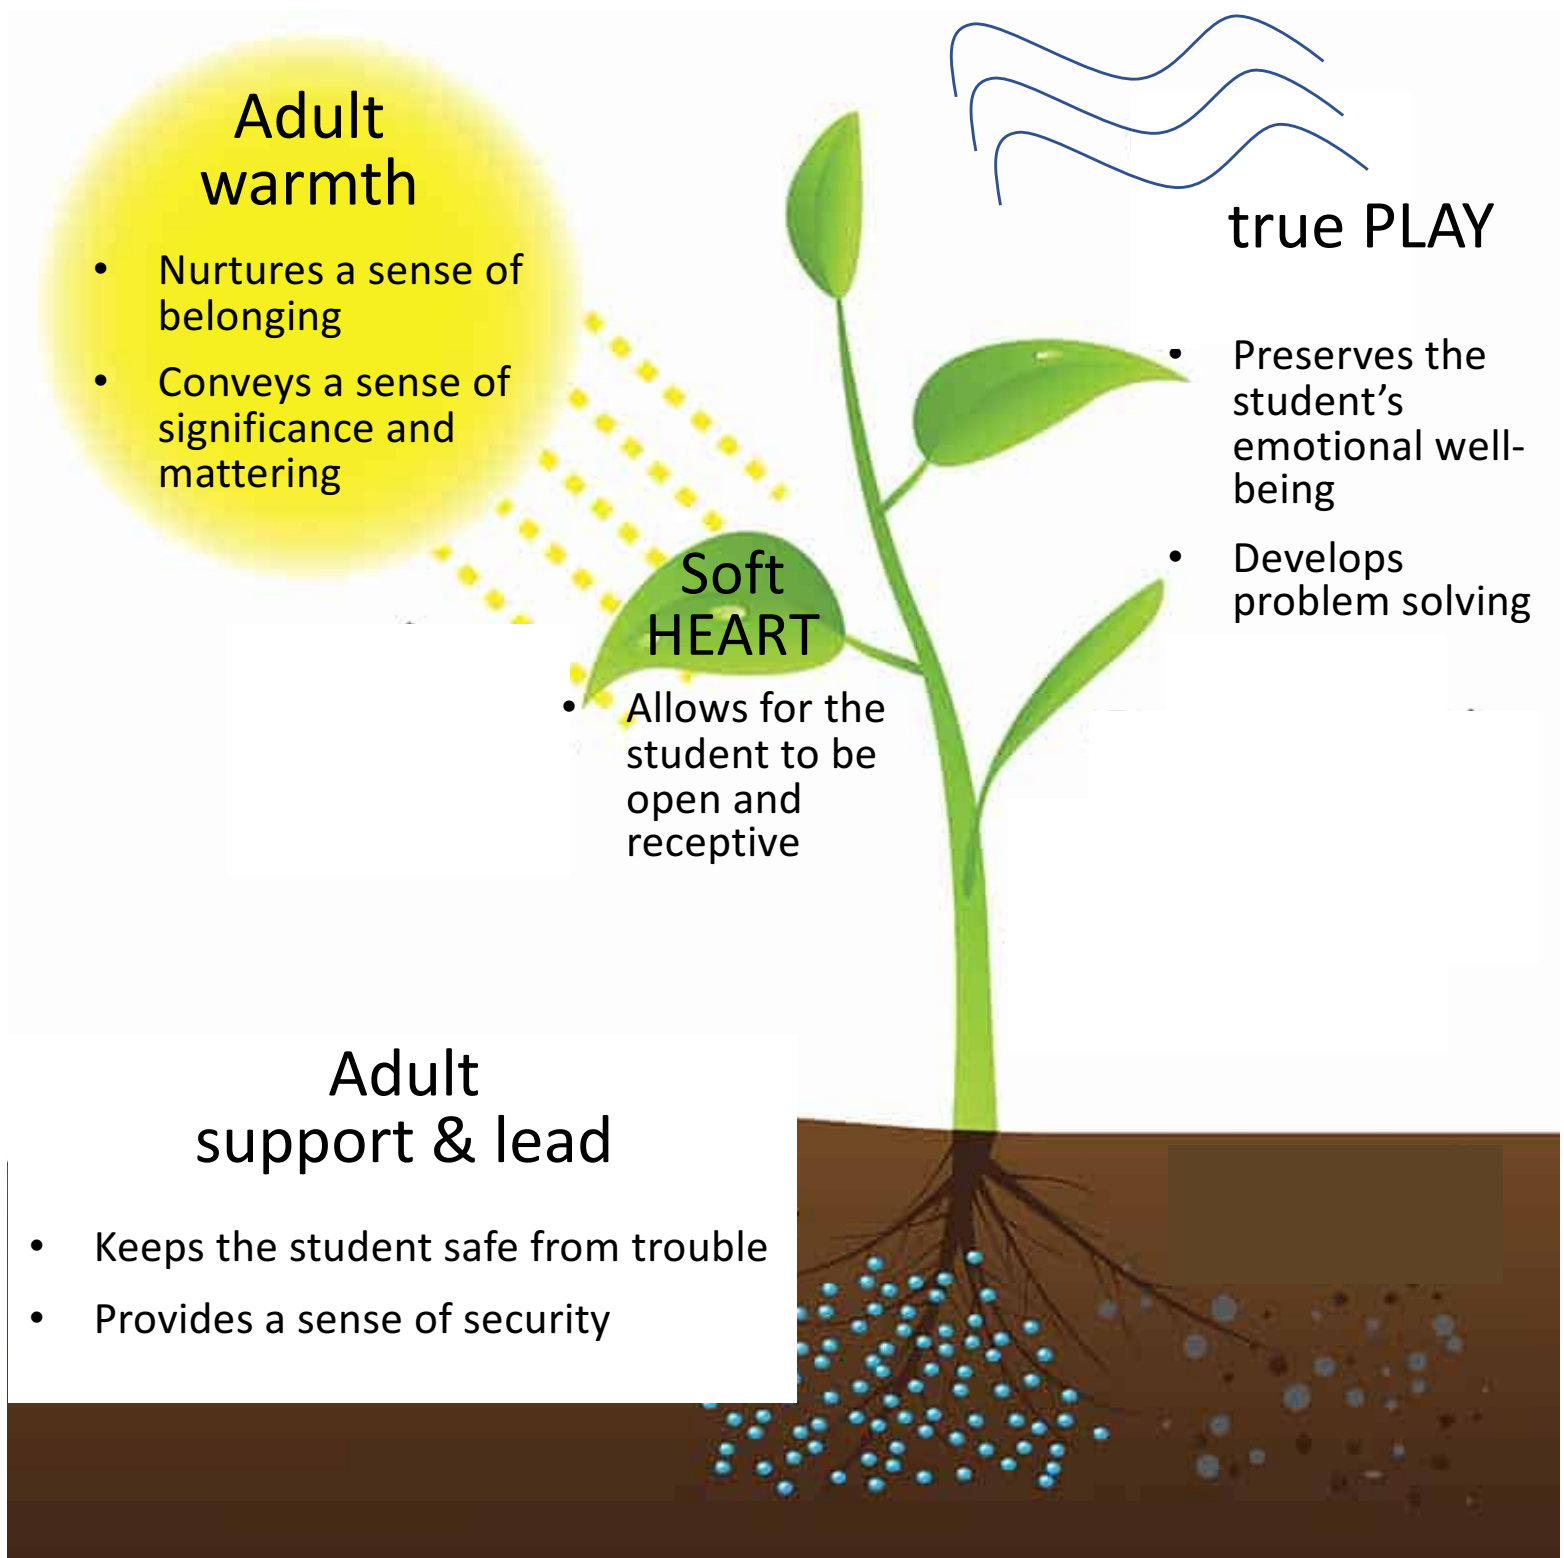 Adult
warmth
• Nurtures a sense of
belonging
• Conveys a sense of
significance and
mattering
true PLAY
• Preserves the
student’s
emotional well-
being
• Develops
problem solving
Soft
HEART
• Allows for the
student to be
open and
receptive
Adult
support & lead
• Keeps the student safe from trouble
• Provides a sense of security